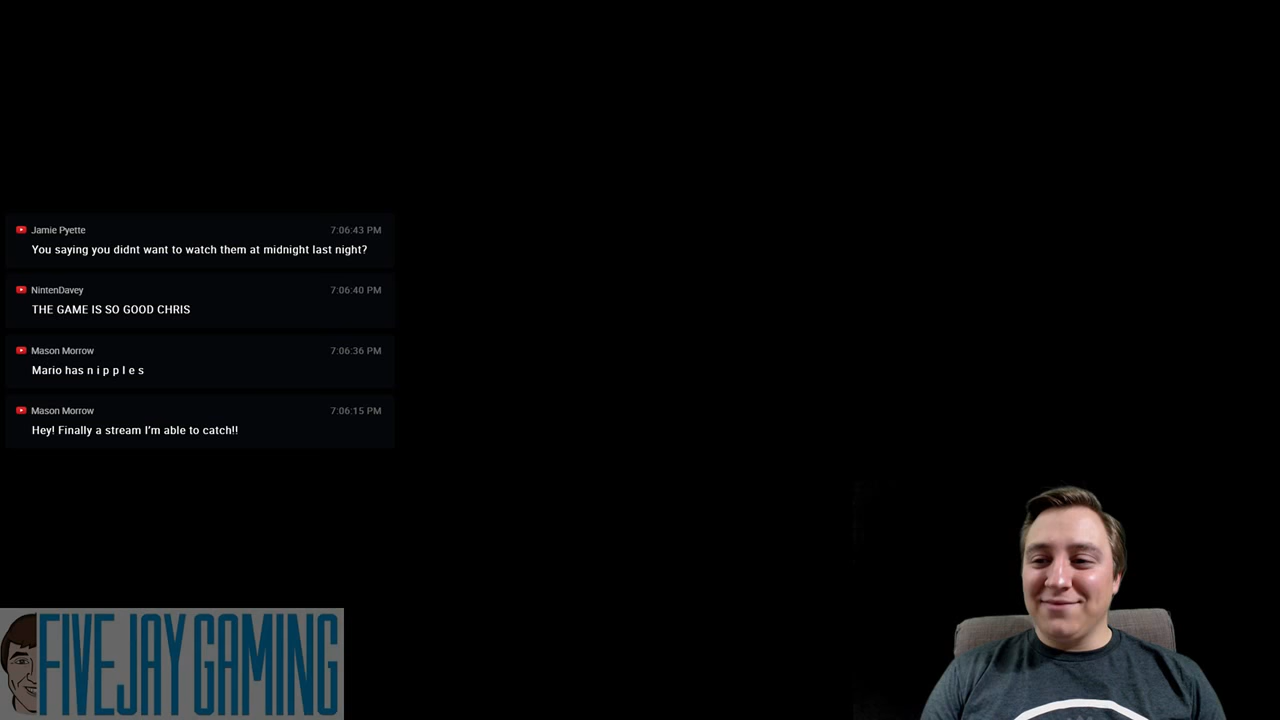 Jamie Pyette 7:06:43 PM
You saying you didnt want to watch them at midnight last night?
NintenDavey 7:06:40 PM
THE GAME IS SO GOOD CHRIS
Mason Morrow 7:06:36 PM
Mario has n i p p l e s
Mason Morrow 7:06:15 PM
Hey! Finally a stream I'm able to catch!!
FIVEJAYGAMING